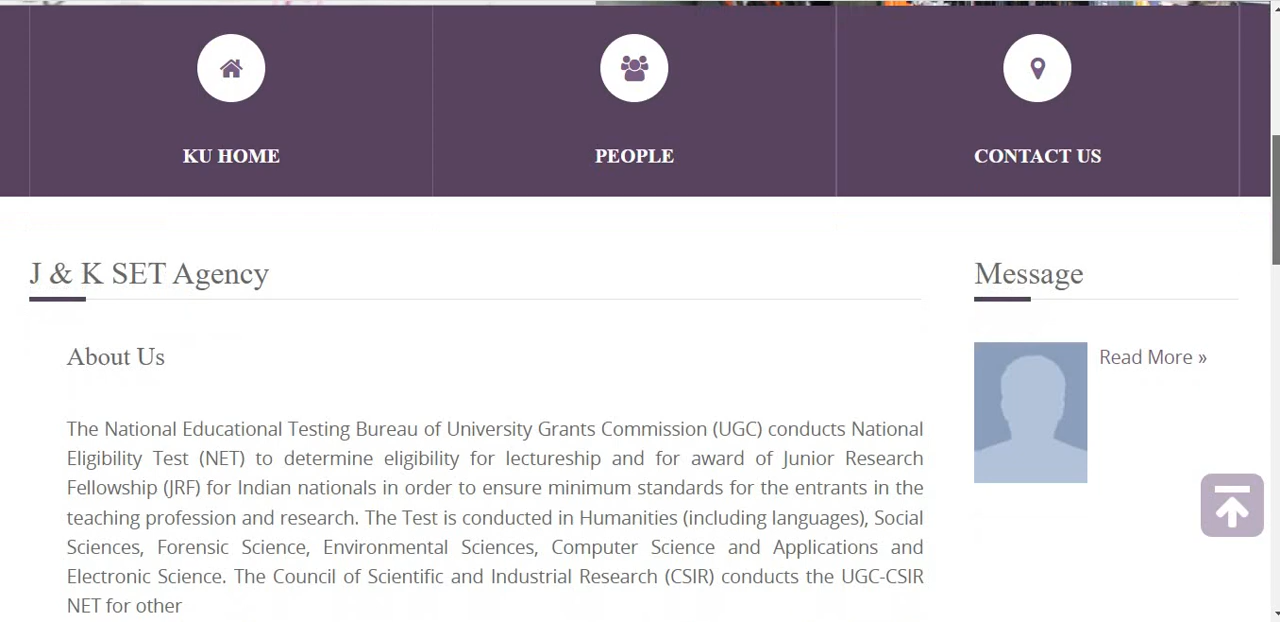 KU HOME
PEOPLE
CONTACT US
J & K SET Agency
Message
About Us
Read More »
The National Educational Testing Bureau of University Grants Commission (UGC) conducts National
Eligibility Test (NET) to determine eligibility for lectureship and for award of Junior Research
Fellowship (JRF) for Indian nationals in order to ensure minimum standards for the entrants in the
teaching profession and research. The Test is conducted in Humanities (including languages), Social
Sciences, Forensic Science, Environmental Sciences, Computer Science and Applications and
Electronic Science. The Council of Scientific and Industrial Research (CSIR) conducts the UGC-CSIR
NET for other